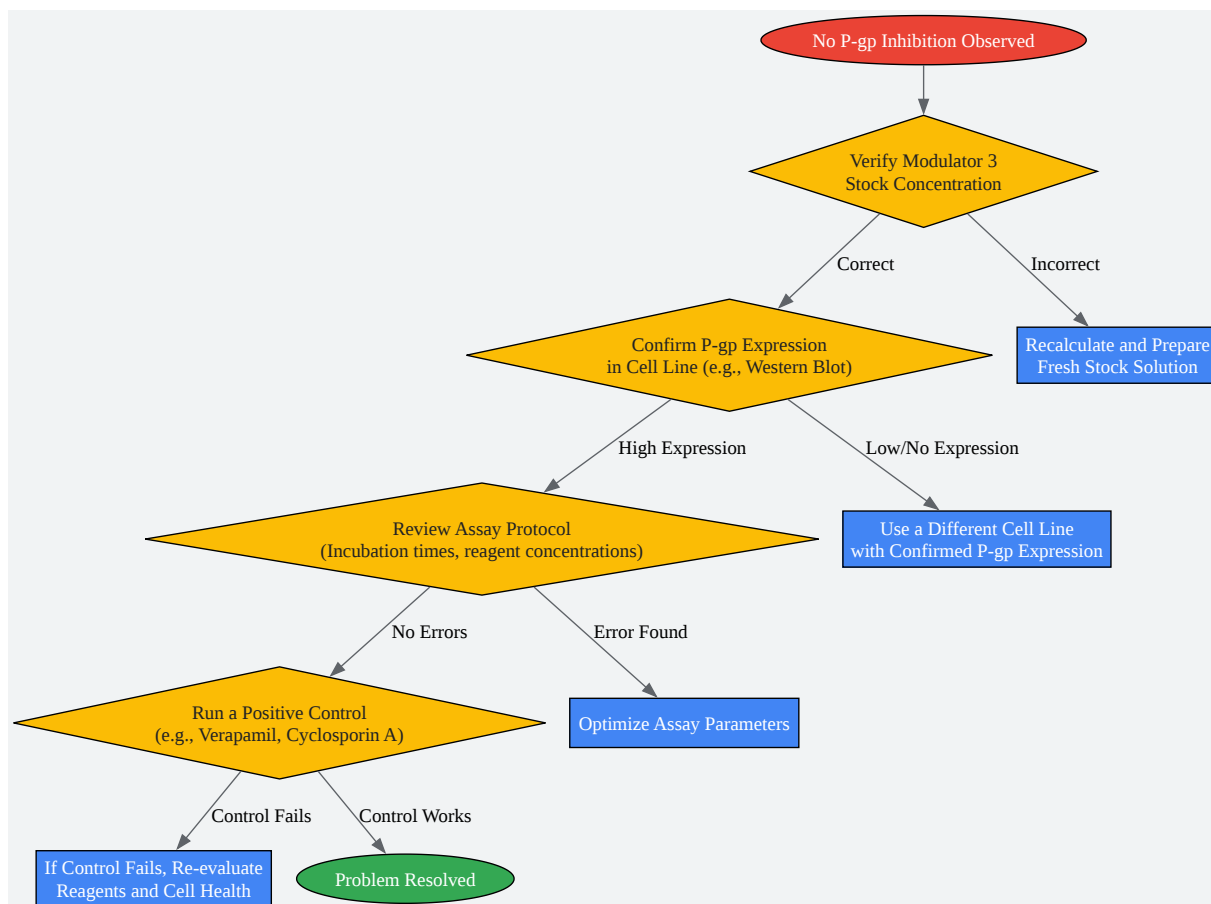 No P-gp Inhibition Observed
Verify Modulator 3
Stock Concentration
Correct
Incorrect
Confirm P-gp Expression
in Cell Line (e.g., Western Blot)
Recalculate and Prepare
Fresh Stock Solution
High Expression
Low/No Expression
Review Assay Protocol
(Incubation times, reagent concentrations)
Use a Different Cell Line
with Confirmed P-gp Expression
No Errors
Error Found
Run a Positive Control
(e.g., Verapamil, Cyclosporin A)
Optimize Assay Parameters
Control Fails
Control Works
If Control Fails, Re-evaluate
Reagents and Cell Health
Problem Resolved